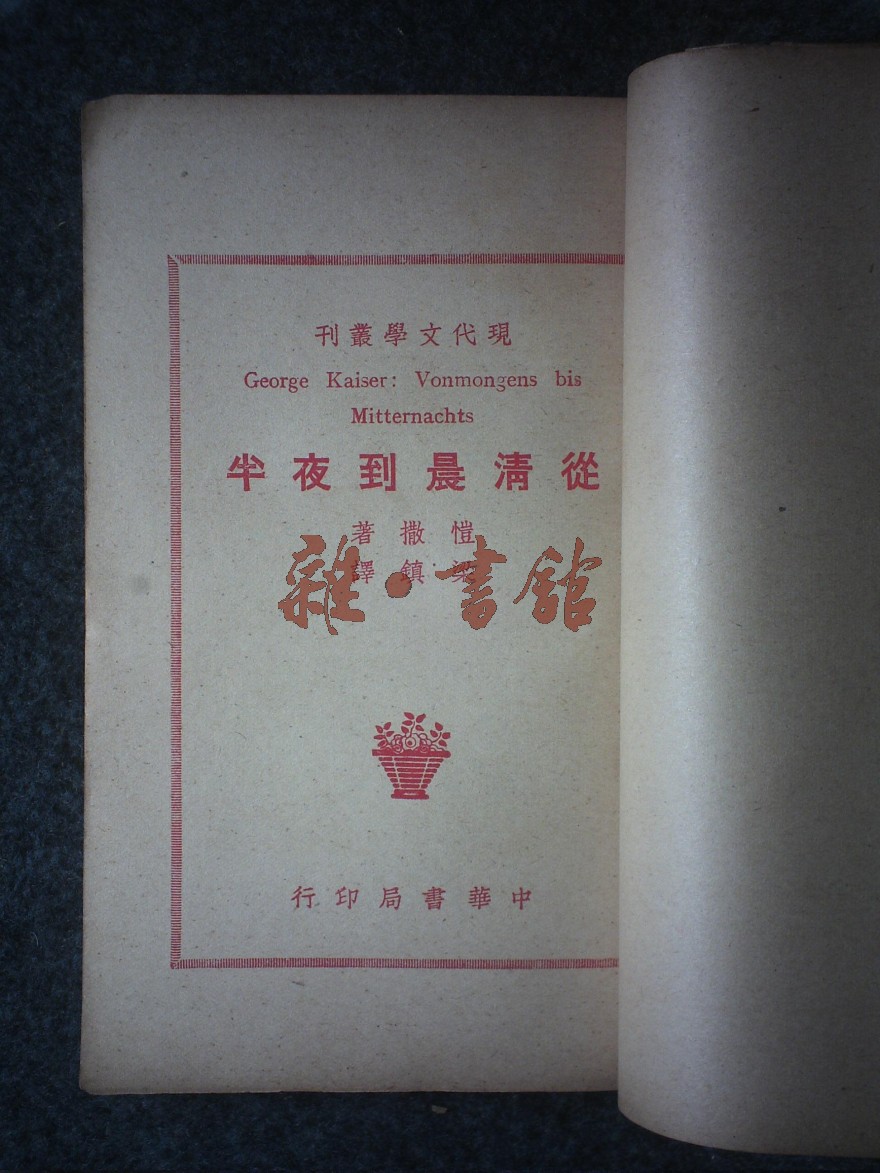 現代文學叢刊
George Kaiser: Vonmongens bis
Mitternachts
從清晨到夜半
愷撒著
梁鎮譯
雜·書館
中華書局印行